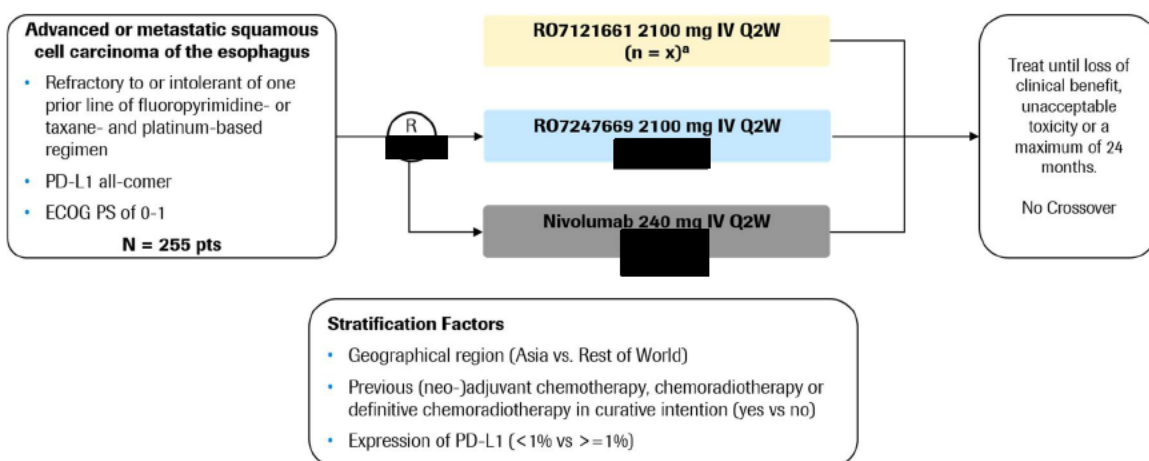 Advanced or metastatic squamous
cell carcinoma of the esophagus
• Refractory to or intolerant of one
prior line of fluoropyrimidine- or
taxane- and platinum-based
regimen
• PD-L1 all-comer
• ECOG PS of 0-1
N = 255 pts
R
RO7121661 2100 mg IV Q2W
(n = x)ª
RO7247669 2100 mg IV Q2W
Nivolumab 240 mg IV Q2W
Treat until loss of
clinical benefit,
unacceptable
toxicity or a
maximum of 24
months.
No Crossover
Stratification Factors
• Geographical region (Asia vs. Rest of World)
• Previous (neo-)adjuvant chemotherapy, chemoradiotherapy or
definitive chemoradiotherapy in curative intention (yes vs no)
• Expression of PD-L1 (<1% vs >=1%)